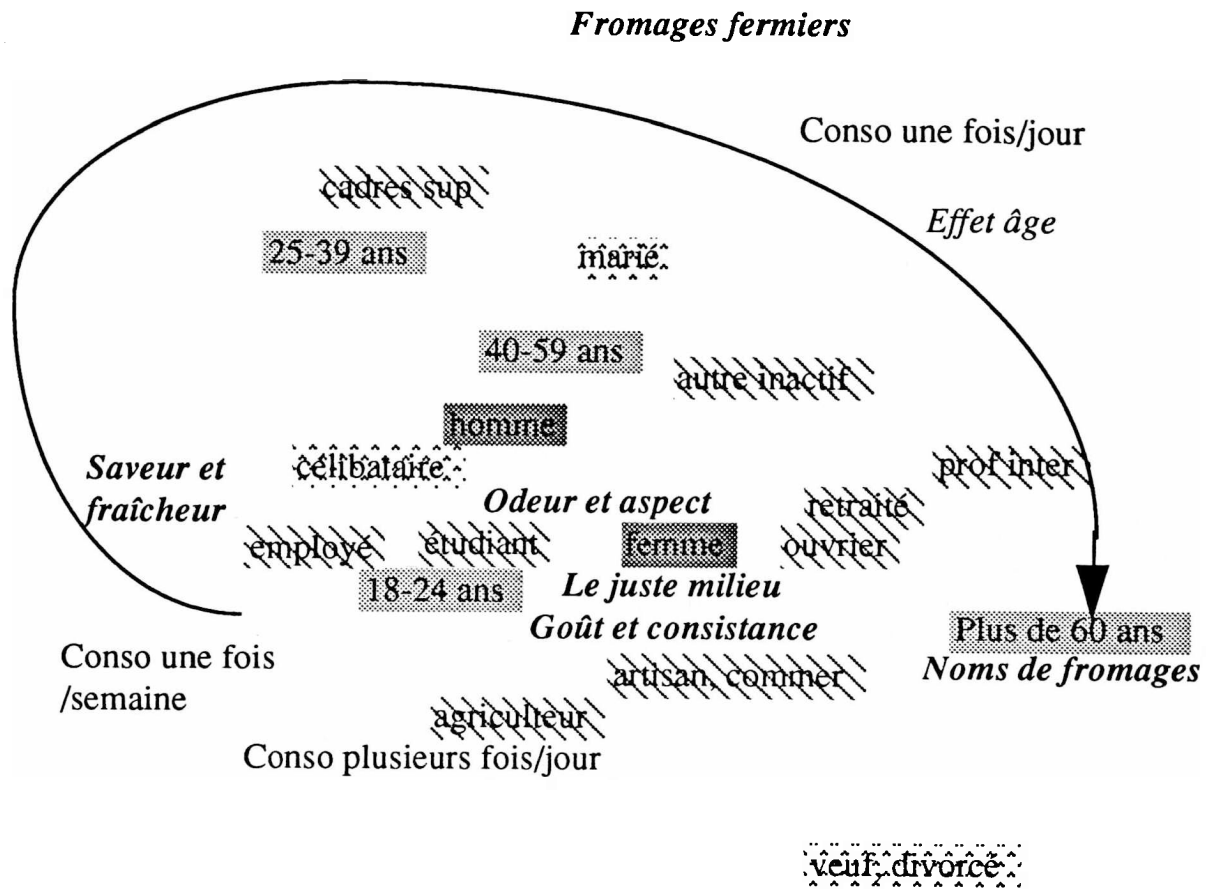 Fromages fermiers
Conso une fois/jour
cadres sup
Effet âge
25-39 ans
marié
40-59 ans
autre inactif
homme
Saveur et
fraîcheur
célibataire
prof inter
Odeur et aspect
retraité
employé
étudiant
femme
ouvrier
18-24 ans
Le juste milieu
Goût et consistance
Plus de 60 ans
Noms de fromages
Conso une fois
/semaine
artisan, commer
agriculteur
Conso plusieurs fois/jour
veuf, divorcé